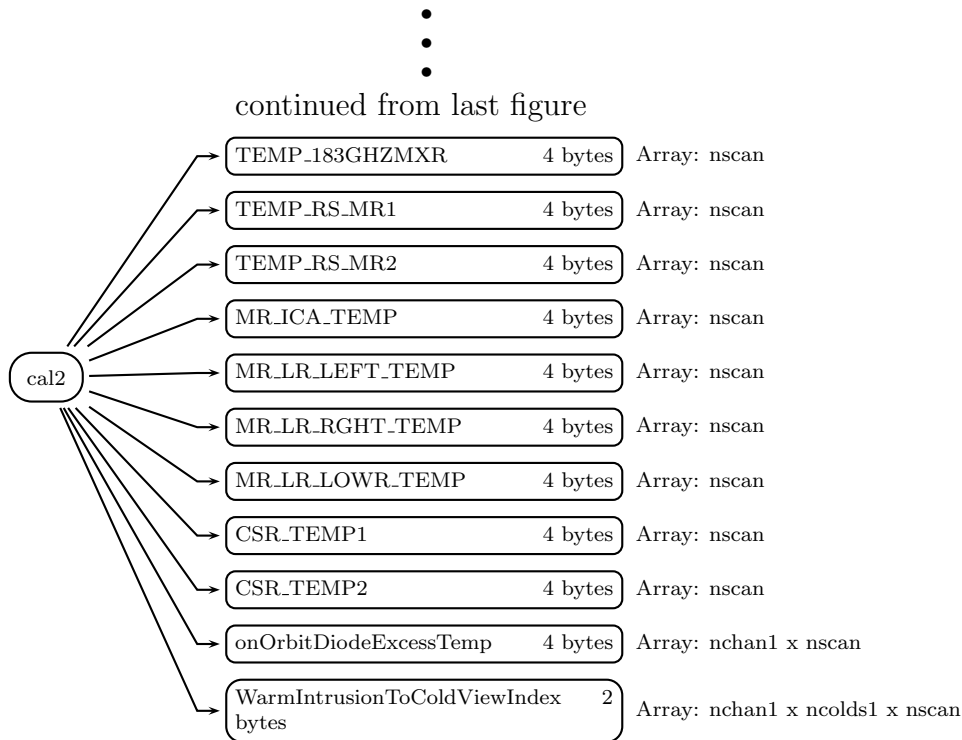 continued from last figure
TEMP_183GHZMXR 4 bytes Array: nscan
TEMP_RS_MR1 4 bytes Array: nscan
TEMP_RS_MR2 4 bytes Array: nscan
MR_ICA_TEMP 4 bytes Array: nscan
cal2
MR_LR_LEFT_TEMP 4 bytes Array: nscan
MR_LR_RGHT_TEMP 4 bytes Array: nscan
MR_LR_LOWR_TEMP 4 bytes Array: nscan
CSR_TEMP1 4 bytes Array: nscan
CSR_TEMP2 4 bytes Array: nscan
onOrbitDiodeExcessTemp 4 bytes Array: nchan1 x nscan
WarmIntrusionToColdViewIndex 2
bytes
Array: nchan1 x ncolds1 x nscan